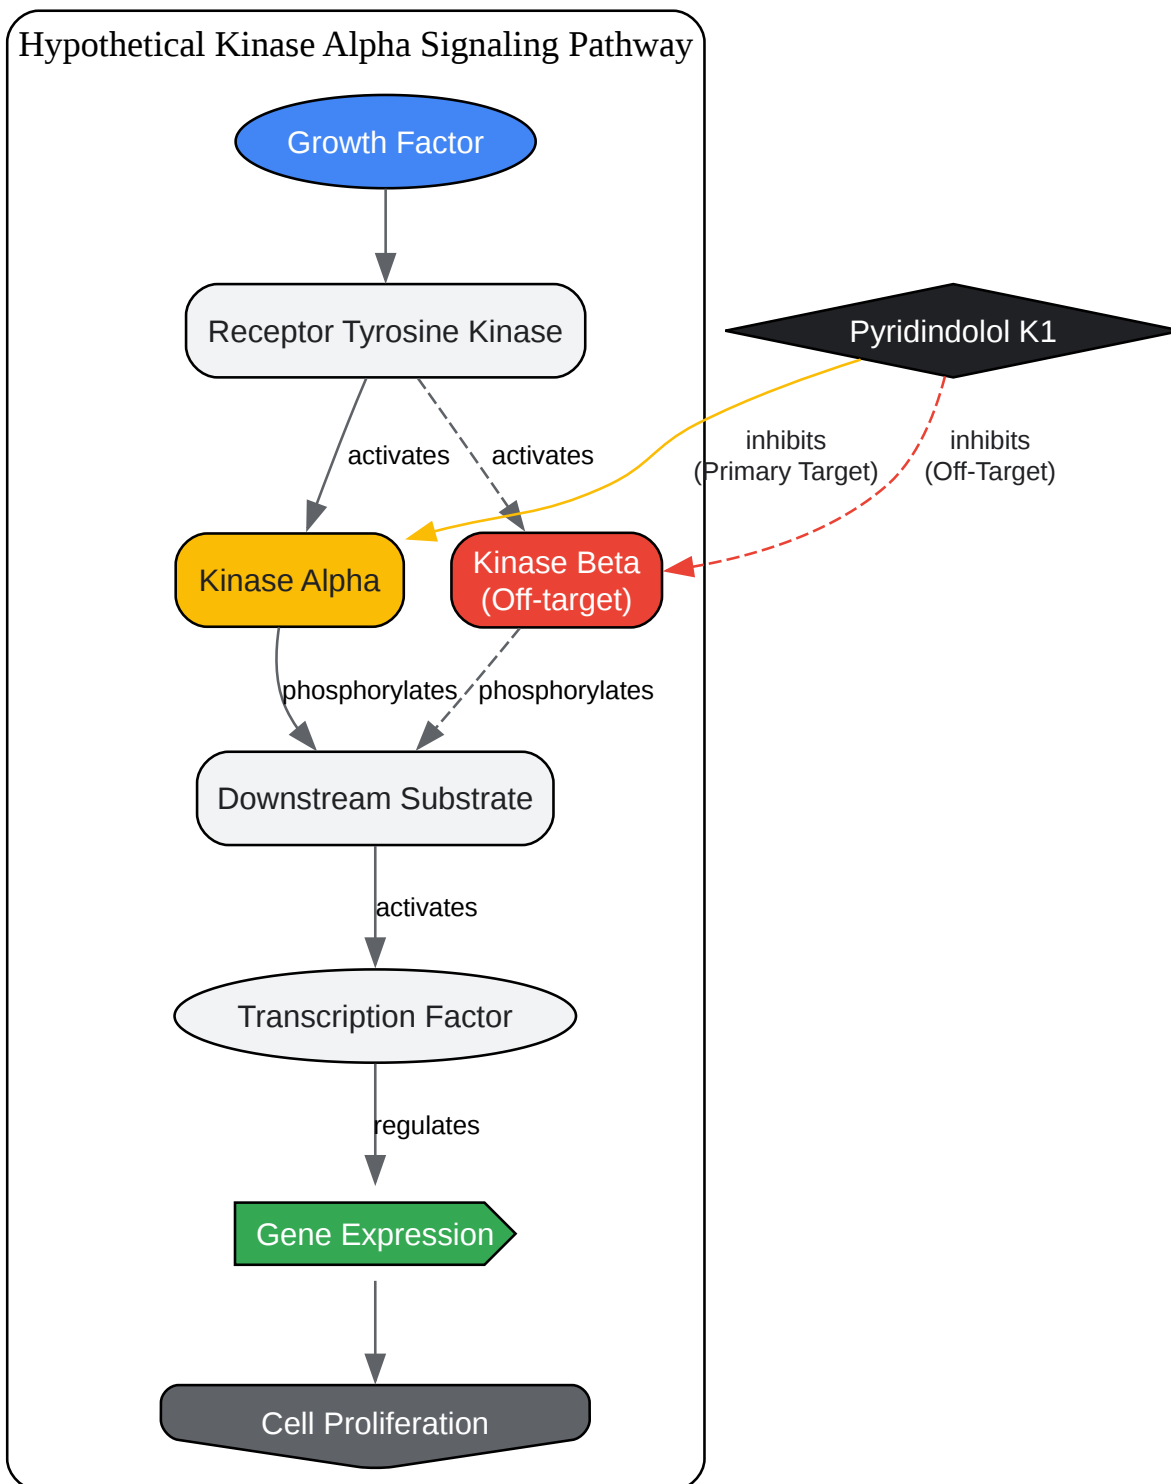 Hypothetical Kinase Alpha Signaling Pathway
Growth Factor
Receptor Tyrosine Kinase
Pyridindolol K1
activates
activates
inhibits
(Primary Target)
inhibits
(Off-Target)
Kinase Alpha
Kinase Beta
(Off-target)
phosphorylates
phosphorylates
Downstream Substrate
activates
Transcription Factor
regulates
Gene Expression
Cell Proliferation